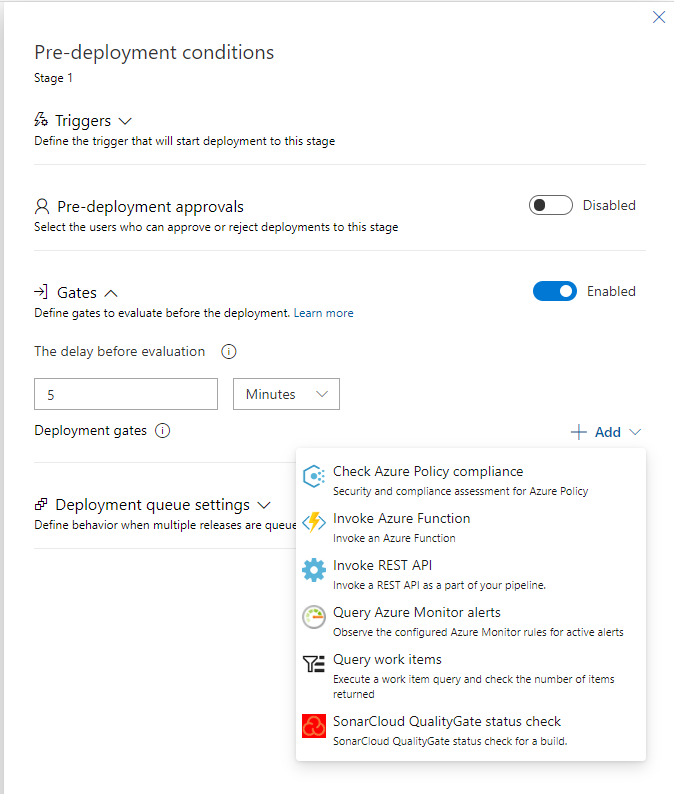 Pre-deployment conditions
Stage 1
Triggers
Define the trigger that will start deployment to this stage
Pre-deployment approvals
Disabled
Select the users who can approve or reject deployments to this stage
Gates
Enabled
Define gates to evaluate before the deployment. Learn more
The delay before evaluation
5
Minutes
Deployment gates
Add
Deployment queue settings
Define behavior when multiple releases are queue
Check Azure Policy compliance
Security and compliance assessment for Azure Policy
Invoke Azure Function
Invoke an Azure Function
Invoke REST API
Invoke a REST API as a part of your pipeline.
Query Azure Monitor alerts
Observe the configured Azure Monitor rules for active alerts
Query work items
Execute a work item query and check the number of items
returned
SonarCloud QualityGate status check
SonarCloud QualityGate status check for a build.